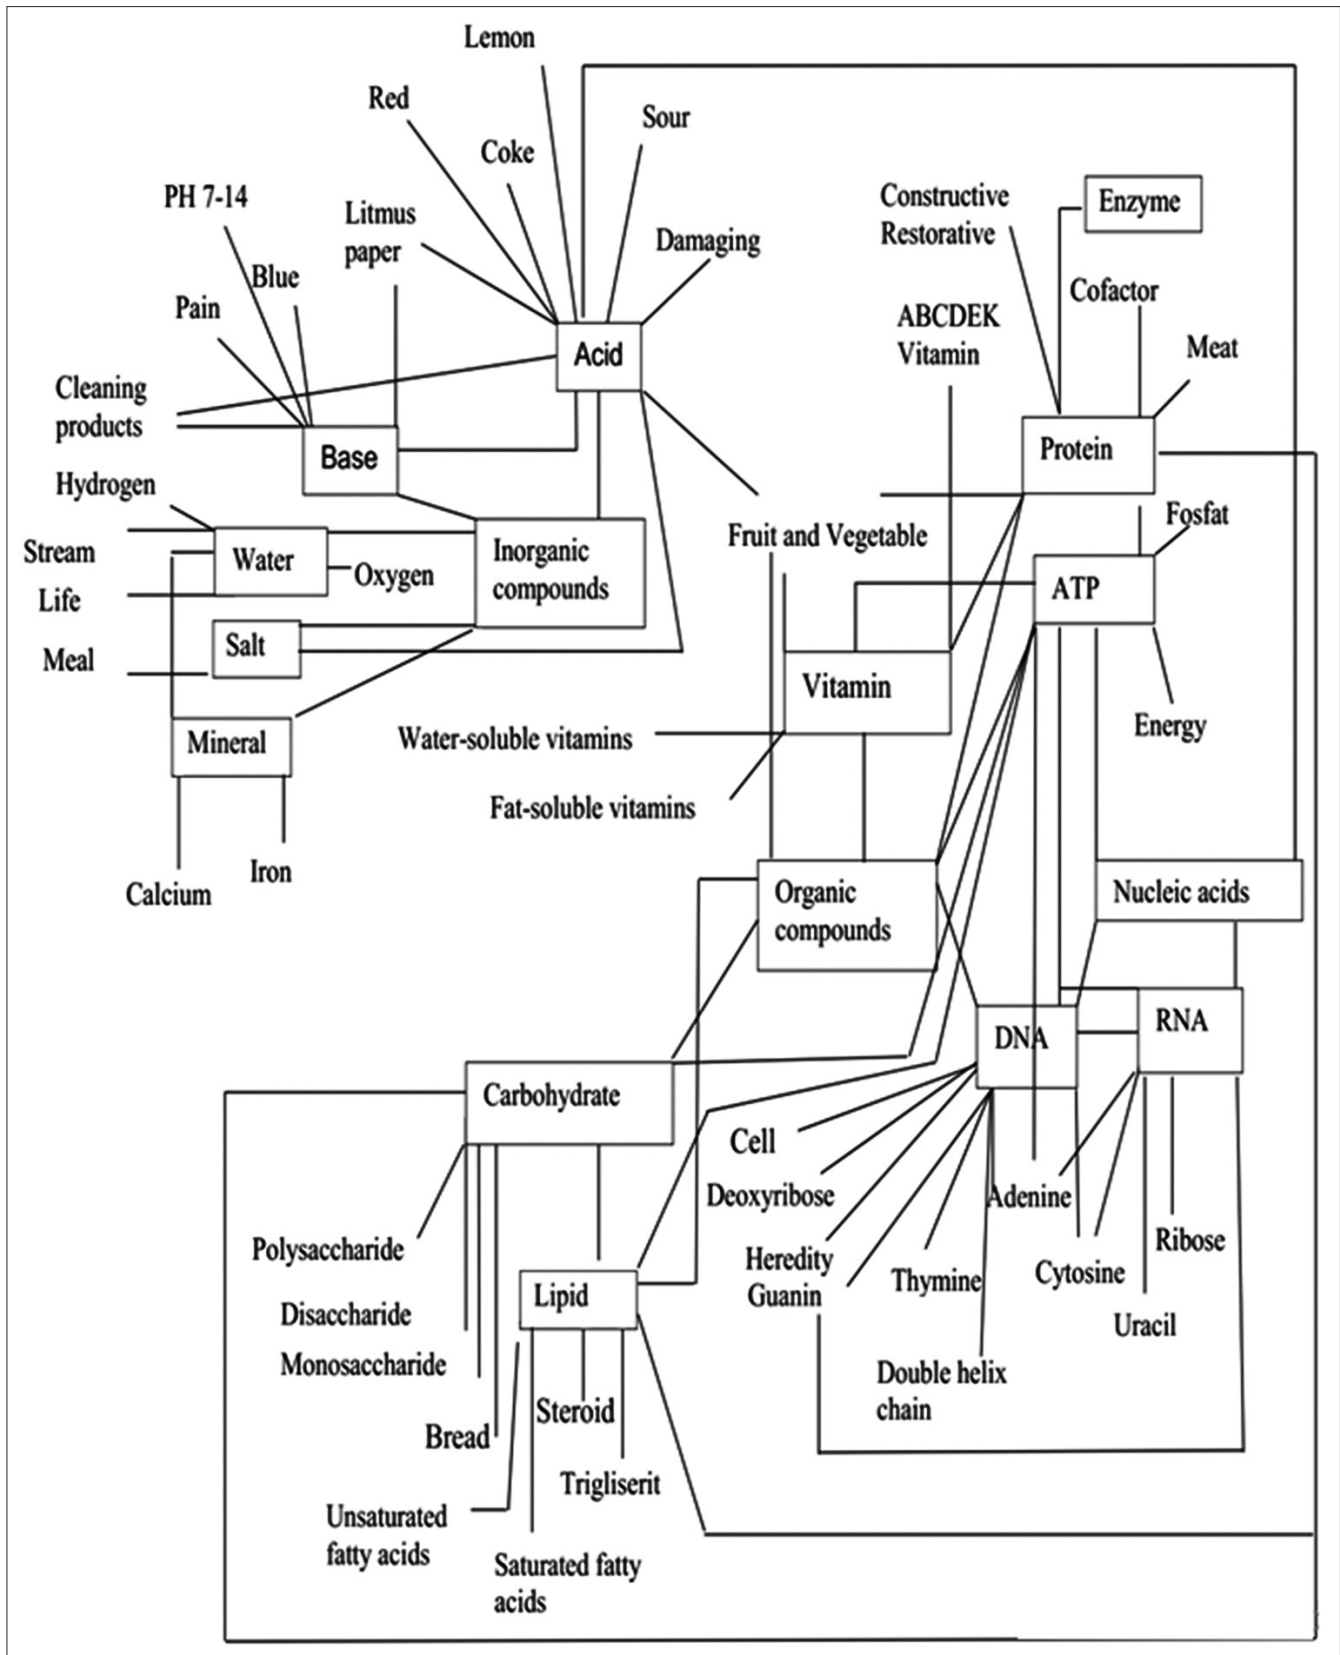 Lemon
Red
Sour
Coke
PH 7-14
Litmus
paper
Constructive
Restorative
Enzyme
Damaging
Blue
Pain
Cofactor
ABCDEK
Vitamin
Meat
Acid
Cleaning
products
Base
Protein
Hydrogen
Fosfat
Fruit and Vegetable
Stream
Water
Oxygen
Inorganic
compounds
ATP
Life
Salt
Meal
Vitamin
Energy
Mineral
Water-soluble vitamins
Fat-soluble vitamins
Iron
Calcium
Organic
compounds
Nucleic acids
RNA
DNA
Carbohydrate
Cell
Deoxyribose
Adenine
Polysaccharide
Ribose
Heredity
Guanin
Thymine
Cytosine
Lipid
Disaccharide
Uracil
Monosaccharide
Double helix
chain
Steroid
Bread
Trigliserit
Unsaturated
fatty acids
Saturated fatty
acids